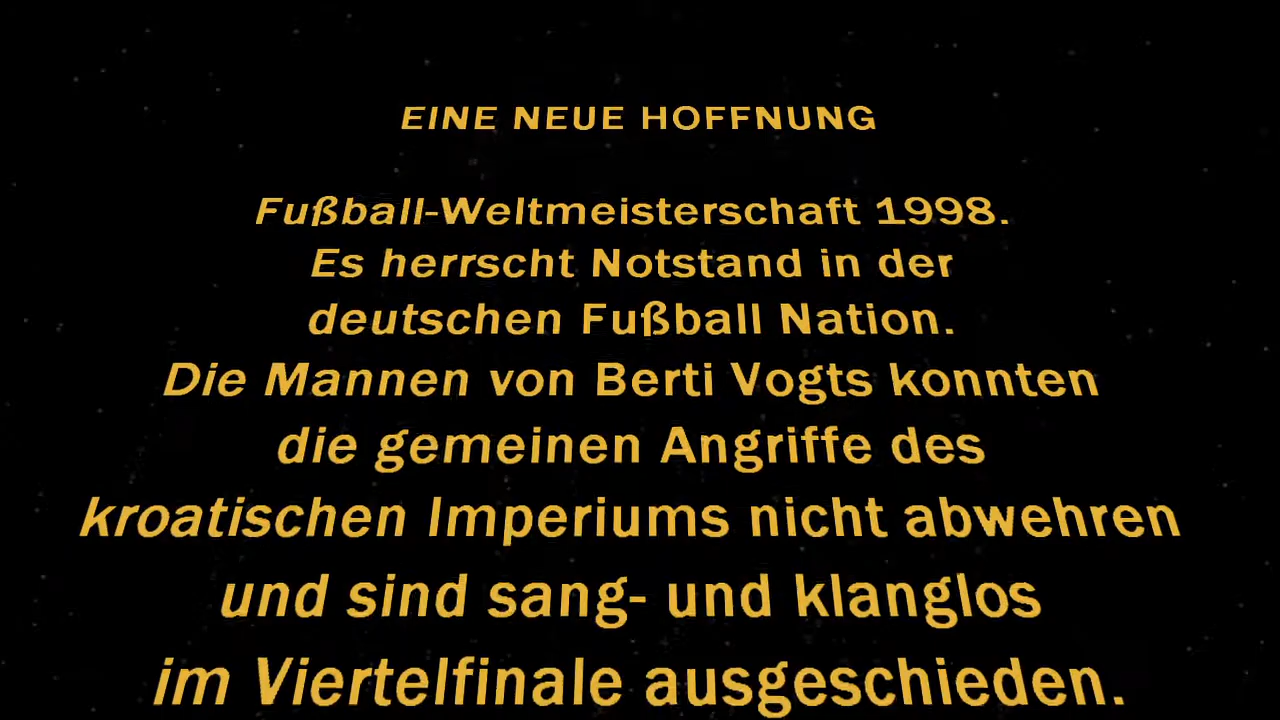 EINE NEUE HOFFNUNG
Fußball-Weltmeisterschaft 1998.
Es herrscht Notstand in der
deutschen Fußball Nation.
Die Mannen von Berti Vogts konnten
die gemeinen Angriffe des
kroatischen Imperiums nicht abwehren
und sind sang- und klanglos
im Viertelfinale ausgeschieden.